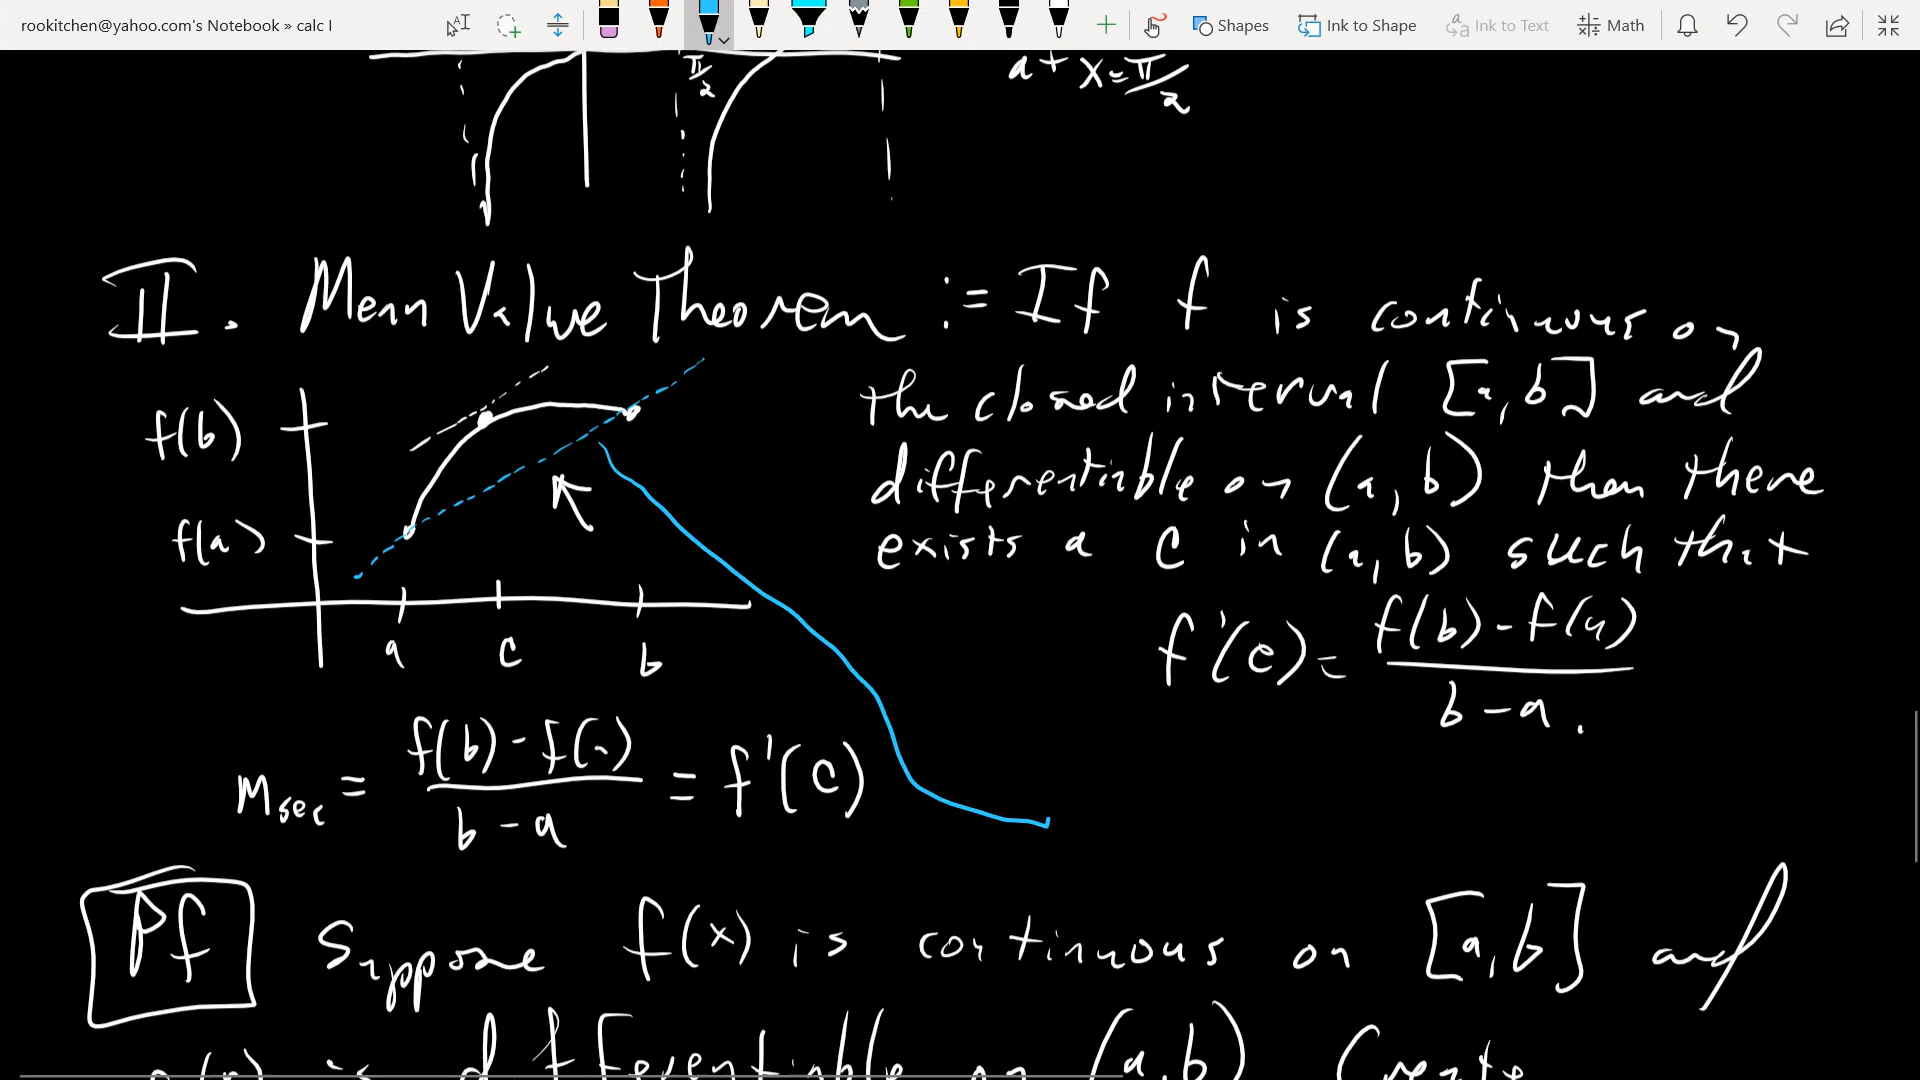 rookitchen@yahoo.com's Notebook » calc I
Shapes
Ink to Shape
Ink to Text
Math
π/2
at x=π/2
II. Mean Value Theorem := If f is continuous on
the closed interval [a,b] and
differentiable on (a,b) then there
exists a c in (a,b) such that
f'(c)= f(b)-f(a)
b-a.
f(b)
f(a)
a c b
Msec = f(b)-f(a) = f'(c)
b-a
Pf Suppose f(x) is continuous on [a,b] and
is differentiable on (a,b) Create